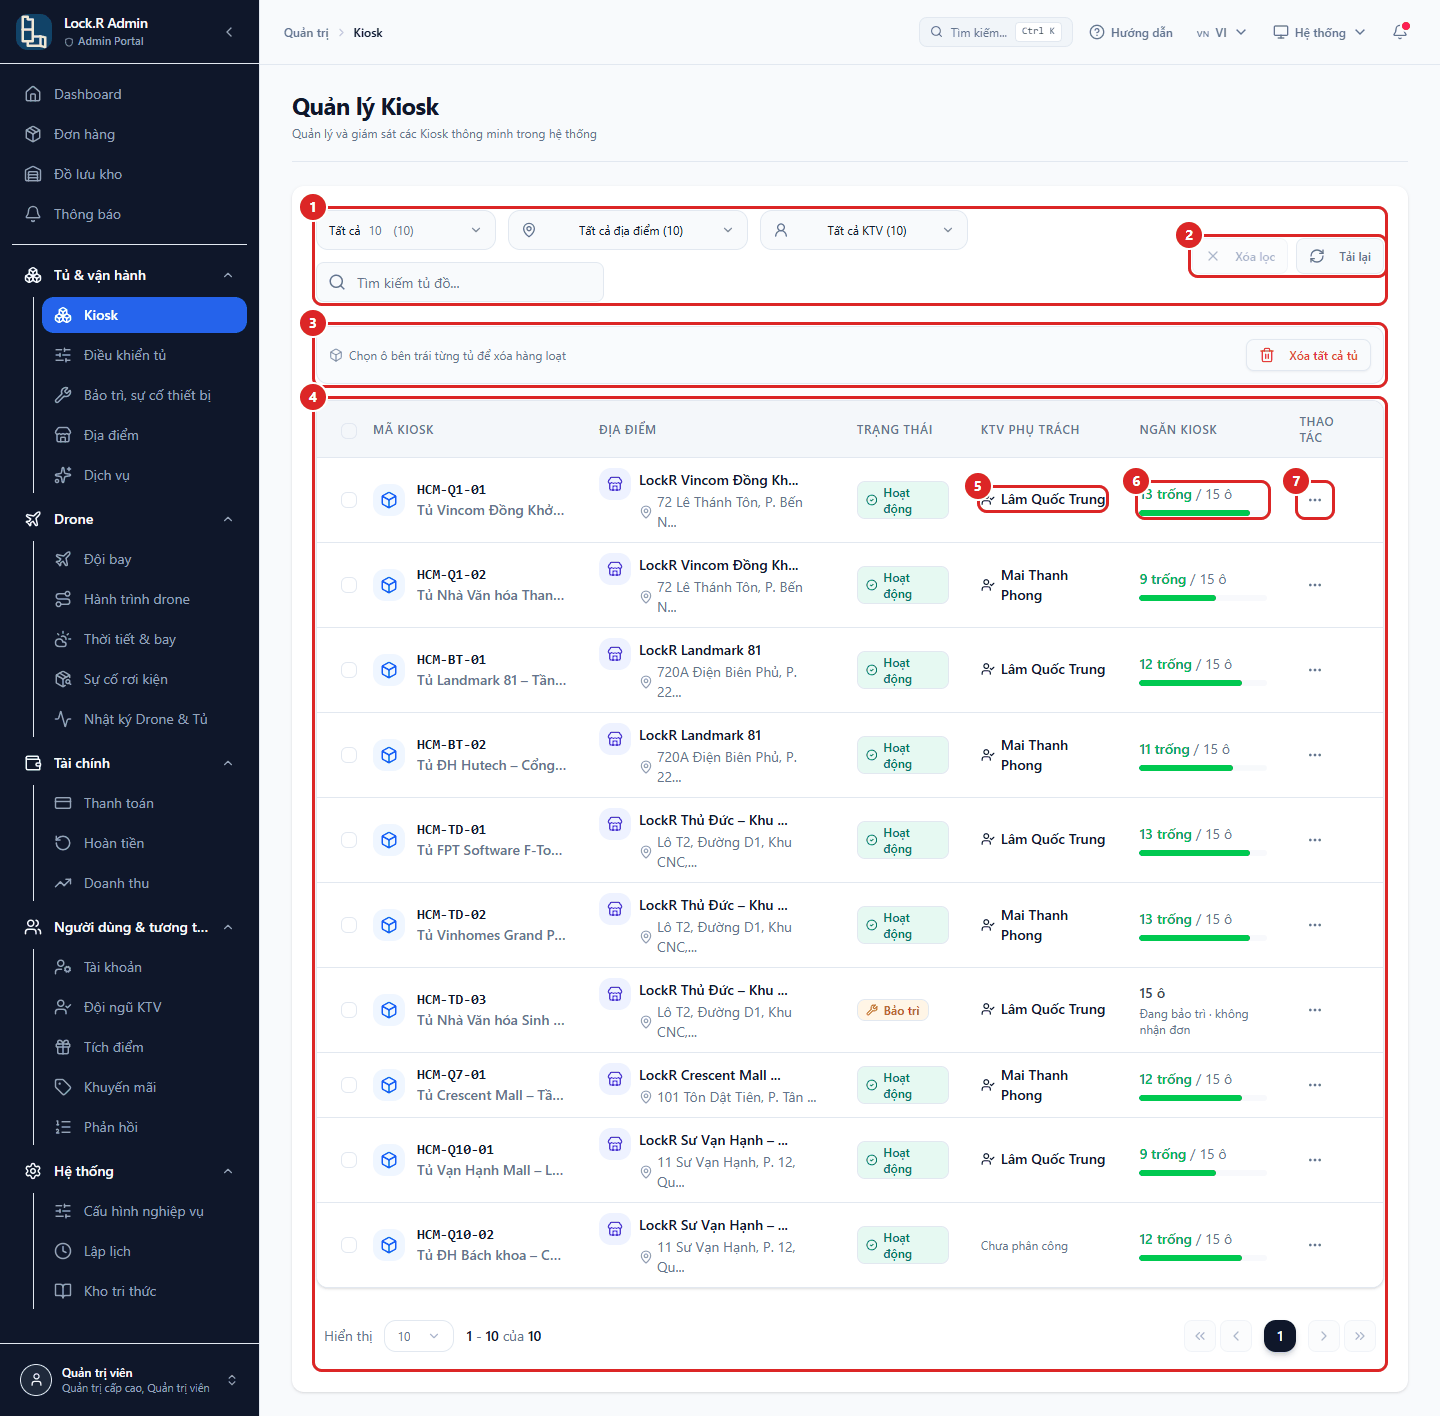 Lock.R Admin
Admin Portal
Dashboard
Đơn hàng
Đồ lưu kho
Thông báo
Tủ & vận hành
Kiosk
Điều khiển tủ
Bảo trì, sự cố thiết bị
Địa điểm
Dịch vụ
Drone
Đội bay
Hành trình drone
Thời tiết & bay
Sự cố rơi kiện
Nhật ký Drone & Tủ
Tài chính
Thanh toán
Hoàn tiền
Doanh thu
Người dùng & tương t...
Tài khoản
Đội ngũ KTV
Tích điểm
Khuyến mãi
Phản hồi
Hệ thống
Cấu hình nghiệp vụ
Lập lịch
Kho tri thức
Quản trị viên
Quản trị cấp cao, Quản trị viên
Quản trị > Kiosk
Tìm kiếm... Ctrl K
Hướng dẫn
VN VI
Hệ thống
Quản lý Kiosk
Quản lý và giám sát các Kiosk thông minh trong hệ thống
1
Tất cả 10 (10)
Tất cả địa điểm (10)
Tất cả KTV (10)
2
Xóa lọc
Tải lại
Tìm kiếm tủ đồ...
3
Chọn ô bên trái từng tủ để xóa hàng loạt
Xóa tất cả tủ
4
MÃ KIOSK
ĐỊA ĐIỂM
TRẠNG THÁI
KTV PHỤ TRÁCH
NGĂN KIOSK
THAO
TÁC
HCM-Q1-01
Tủ Vincom Đồng Khở...
LockR Vincom Đồng Kh...
72 Lê Thánh Tôn, P. Bến
N...
Hoạt
động
5
Lâm Quốc Trung
6
13 trống / 15 ô
7
...
HCM-Q1-02
Tủ Nhà Văn hóa Than...
LockR Vincom Đồng Kh...
72 Lê Thánh Tôn, P. Bến
N...
Hoạt
động
Mai Thanh
Phong
9 trống / 15 ô
...
HCM-BT-01
Tủ Landmark 81 – Tần...
LockR Landmark 81
720A Điện Biên Phủ, P.
22...
Hoạt
động
Lâm Quốc Trung
12 trống / 15 ô
...
HCM-BT-02
Tủ ĐH Hutech – Cổng...
LockR Landmark 81
720A Điện Biên Phủ, P.
22...
Hoạt
động
Mai Thanh
Phong
11 trống / 15 ô
...
HCM-TD-01
Tủ FPT Software F-To...
LockR Thủ Đức – Khu ...
Lô T2, Đường D1, Khu
CNC,...
Hoạt
động
Lâm Quốc Trung
13 trống / 15 ô
...
HCM-TD-02
Tủ Vinhomes Grand P...
LockR Thủ Đức – Khu ...
Lô T2, Đường D1, Khu
CNC,...
Hoạt
động
Mai Thanh
Phong
13 trống / 15 ô
...
HCM-TD-03
Tủ Nhà Văn hóa Sinh ...
LockR Thủ Đức – Khu ...
Lô T2, Đường D1, Khu
CNC,...
Bảo trì
Lâm Quốc Trung
15 ô
Đang bảo trì · không
nhận đơn
...
HCM-Q7-01
Tủ Crescent Mall – Tầ...
LockR Crescent Mall ...
101 Tôn Dật Tiên, P. Tân ...
Hoạt
động
Mai Thanh
Phong
12 trống / 15 ô
...
HCM-Q10-01
Tủ Vạn Hạnh Mall – L...
LockR Sư Vạn Hạnh – ...
11 Sư Vạn Hạnh, P. 12,
Qu...
Hoạt
động
Lâm Quốc Trung
9 trống / 15 ô
...
HCM-Q10-02
Tủ ĐH Bách khoa – C...
LockR Sư Vạn Hạnh – ...
11 Sư Vạn Hạnh, P. 12,
Qu...
Hoạt
động
Chưa phân công
12 trống / 15 ô
...
Hiển thị 10 1 - 10 của 10
« ‹ 1 › »